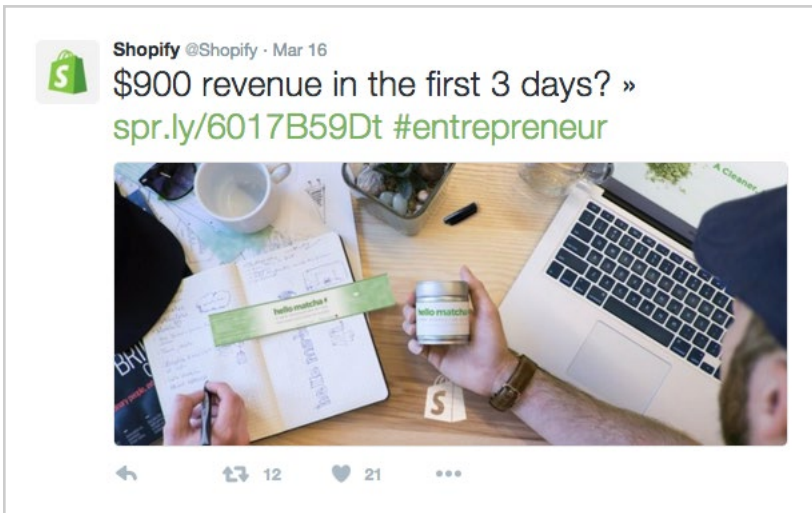 Shopify @Shopify · Mar 16
$900 revenue in the first 3 days? »
spr.ly/6017B59Dt #entrepreneur
A Cleaner
hello matcha
hello matcha
BRI
S
12 21